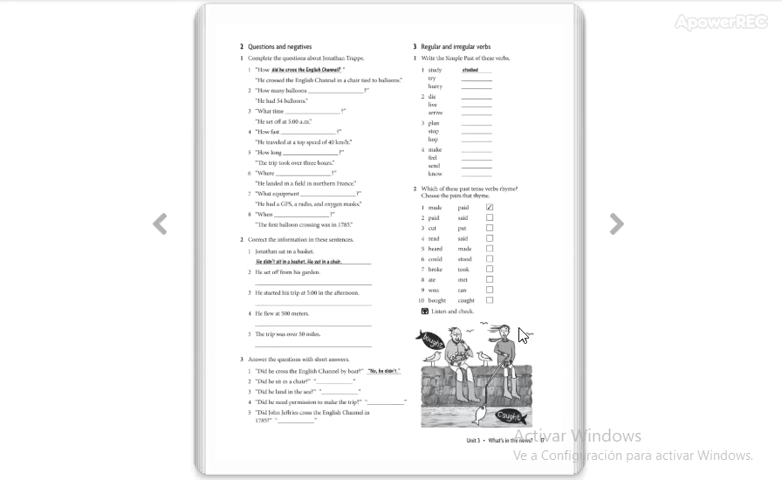 ApowerREC
2 Questions and negatives
1 Complete the questions about Jonathan Trappe.
1 "How did he cross the English Channel?"
"He crossed the English Channel in a chair tied to balloons."
2 "How many balloons ____________?"
"He had 54 balloons."
3 "What time ____________?"
"He set off at 5:00 a.m."
4 "How fast ____________?"
"He traveled at a top speed of 40 km/h."
5 "How long ____________?"
"The trip took over three hours."
6 "Where ____________?"
"He landed in a field in northern France."
7 "What equipment ____________?"
"He had a GPS, a radio, and oxygen masks."
8 "When ____________?"
"The first balloon crossing was in 1785."
2 Correct the information in these sentences.
1 Jonathan sat in a basket.
He didn't sit in a basket. He sat in a chair.
2 He set off from his garden.
3 He started his trip at 5:00 in the afternoon.
4 He flew at 500 meters.
5 The trip was over 50 miles.
3 Answer the questions with short answers.
1 "Did he cross the English Channel by boat?" "No, he didn't."
2 "Did he sit in a chair?" "____________"
3 "Did he land in the sea?" "____________"
4 "Did he need permission to make the trip?" "____________"
5 "Did John Jeffries cross the English Channel in
1785?" "____________"
3 Regular and irregular verbs
1 Write the Simple Past of these verbs.
1 study studied
try
hurry
2 die
live
arrive
3 plan
stop
hop
4 make
feel
send
know
2 Which of these past tense verbs rhyme?
Choose the pairs that rhyme.
1 made paid ✓
2 paid said
3 cut put
4 read said
5 heard made
6 could stood
7 broke took
8 ate met
9 won ran
10 bought caught
Listen and check.
bought
caught
Unit 3 • What's in the news? 17
Activar Windows
Ve a Configuración para activar Windows.